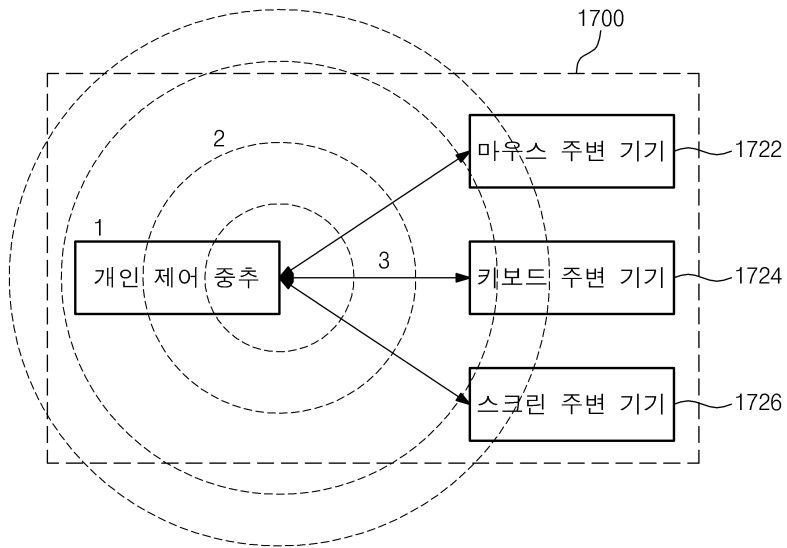 1700
2
마우스 주변 기기
1722
1
개인 제어 중추
3
키보드 주변 기기
1724
스크린 주변 기기
1726